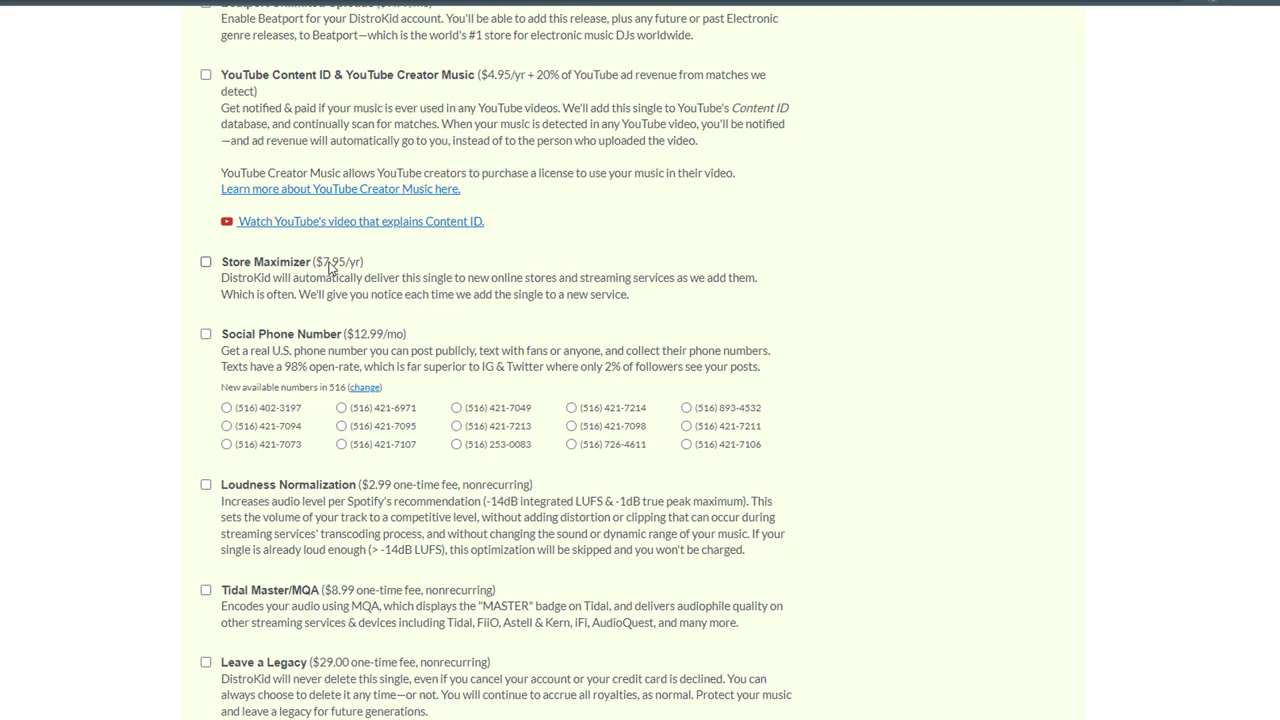 Enable Beatport for your DistroKid account. You'll be able to add this release, plus any future or past Electronic
genre releases, to Beatport—which is the world's #1 store for electronic music DJs worldwide.
YouTube Content ID & YouTube Creator Music ($4.95/yr + 20% of YouTube ad revenue from matches we
detect)
Get notified & paid if your music is ever used in any YouTube videos. We'll add this single to YouTube's Content ID
database, and continually scan for matches. When your music is detected in any YouTube video, you'll be notified
—and ad revenue will automatically go to you, instead of to the person who uploaded the video.
YouTube Creator Music allows YouTube creators to purchase a license to use your music in their video.
Learn more about YouTube Creator Music here.
Watch YouTube's video that explains Content ID.
Store Maximizer ($7.95/yr)
DistroKid will automatically deliver this single to new online stores and streaming services as we add them.
Which is often. We'll give you notice each time we add the single to a new service.
Social Phone Number ($12.99/mo)
Get a real U.S. phone number you can post publicly, text with fans or anyone, and collect their phone numbers.
Texts have a 98% open-rate, which is far superior to IG & Twitter where only 2% of followers see your posts.
New available numbers in 516 (change)
(516) 402-3197 (516) 421-6971 (516) 421-7049 (516) 421-7214 (516) 893-4532
(516) 421-7094 (516) 421-7095 (516) 421-7213 (516) 421-7098 (516) 421-7211
(516) 421-7073 (516) 421-7107 (516) 253-0083 (516) 726-4611 (516) 421-7106
Loudness Normalization ($2.99 one-time fee, nonrecurring)
Increases audio level per Spotify's recommendation (-14dB integrated LUFS & -1dB true peak maximum). This
sets the volume of your track to a competitive level, without adding distortion or clipping that can occur during
streaming services' transcoding process, and without changing the sound or dynamic range of your music. If your
single is already loud enough (> -14dB LUFS), this optimization will be skipped and you won't be charged.
Tidal Master/MQA ($8.99 one-time fee, nonrecurring)
Encodes your audio using MQA, which displays the "MASTER" badge on Tidal, and delivers audiophile quality on
other streaming services & devices including Tidal, FiiO, Astell & Kern, iFi, AudioQuest, and many more.
Leave a Legacy ($29.00 one-time fee, nonrecurring)
DistroKid will never delete this single, even if you cancel your account or your credit card is declined. You can
always choose to delete it any time—or not. You will continue to accrue all royalties, as normal. Protect your music
and leave a legacy for future generations.